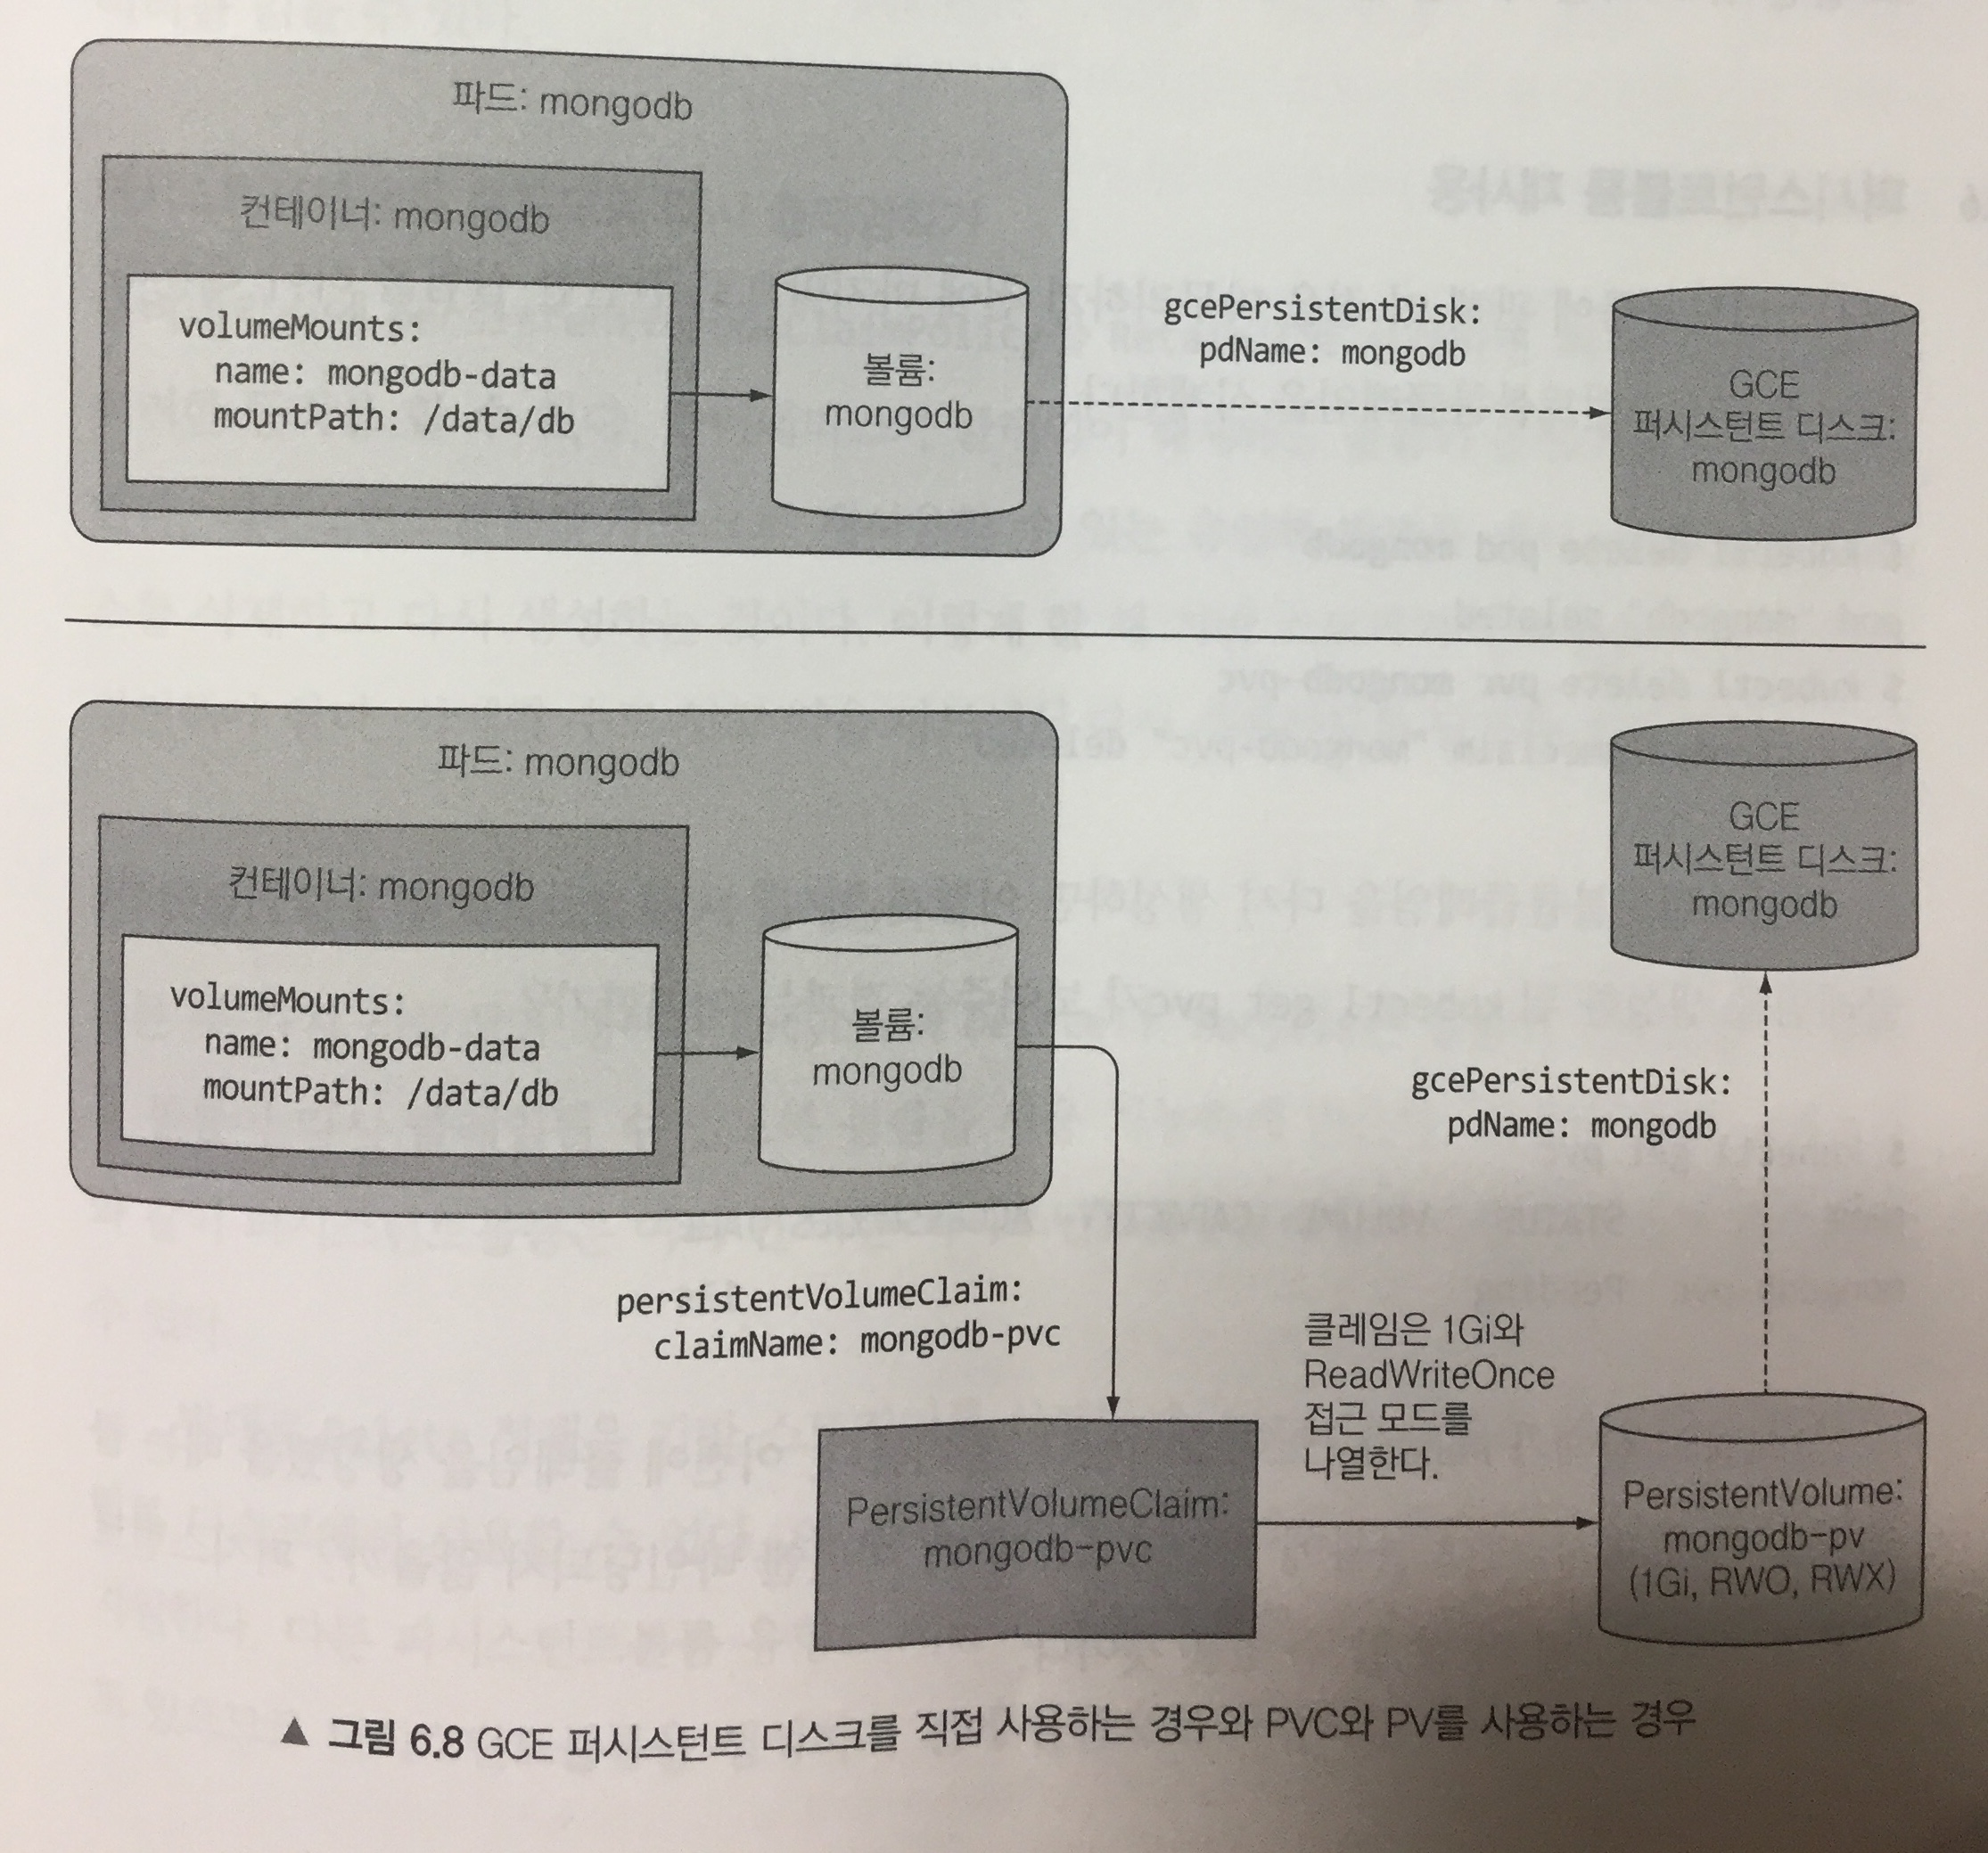 파드: mongodb
컨테이너: mongodb
volumeMounts:
name: mongodb-data
mountPath: /data/db
볼륨:
mongodb
gcePersistentDisk:
pdName: mongodb
GCE
퍼시스턴트 디스크:
mongodb
파드: mongodb
컨테이너: mongodb
volumeMounts:
name: mongodb-data
mountPath: /data/db
볼륨:
mongodb
GCE
퍼시스턴트 디스크:
mongodb
gcePersistentDisk:
pdName: mongodb
persistentVolumeClaim:
claimName: mongodb-pvc
클레임은 1Gi와
ReadWriteOnce
접근 모드를
나열한다.
PersistentVolumeClaim:
mongodb-pvc
PersistentVolume:
mongodb-pv
(1Gi, RWO, RWX)
▲ 그림 6.8 GCE 퍼시스턴트 디스크를 직접 사용하는 경우와 PVC와 PV를 사용하는 경우